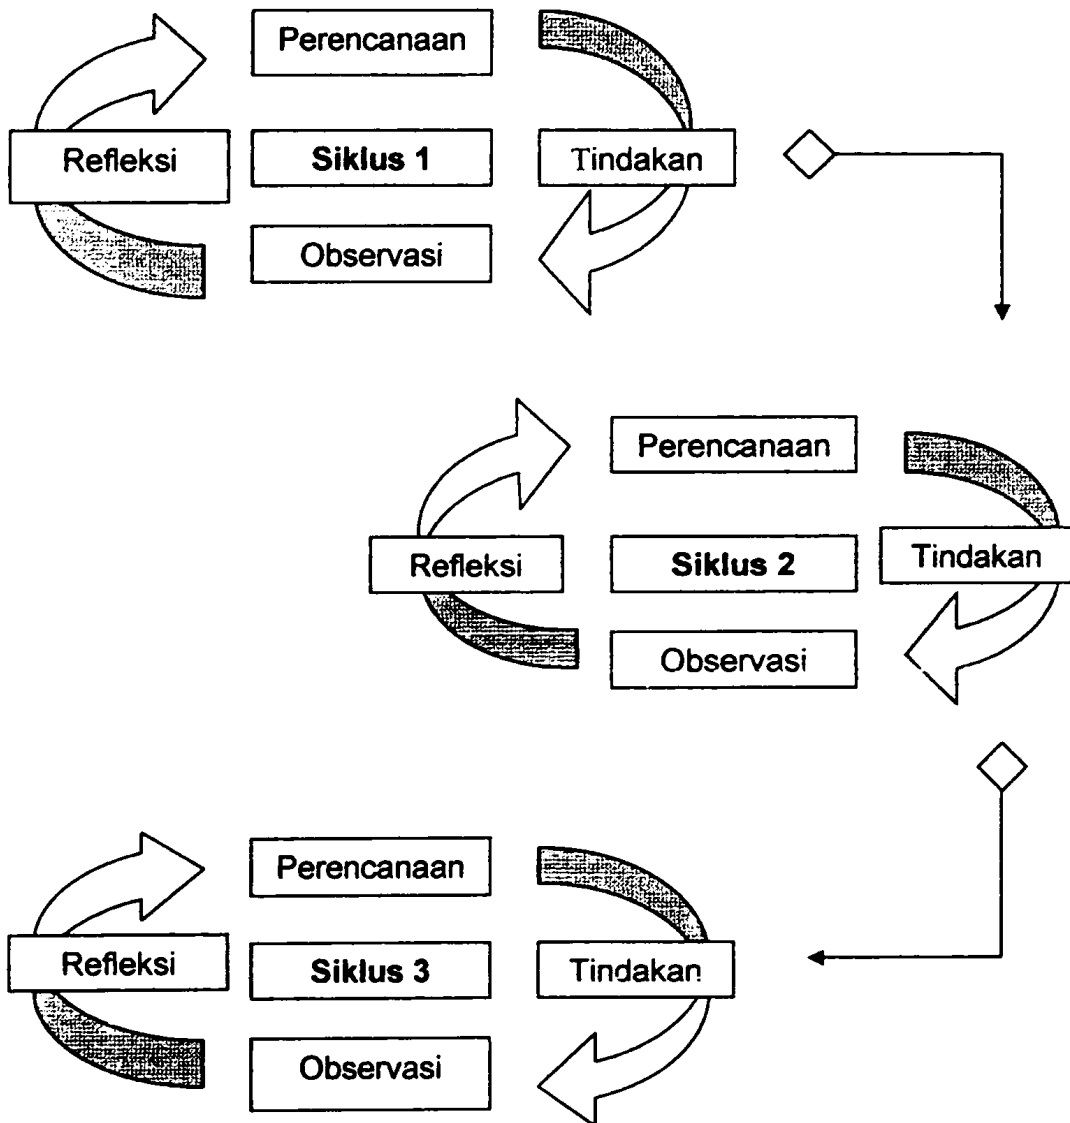 Perencanaan
Refleksi
Siklus 1
Tindakan
Observasi
Perencanaan
Refleksi
Siklus 2
Tindakan
Observasi
Perencanaan
Refleksi
Siklus 3
Tindakan
Observasi